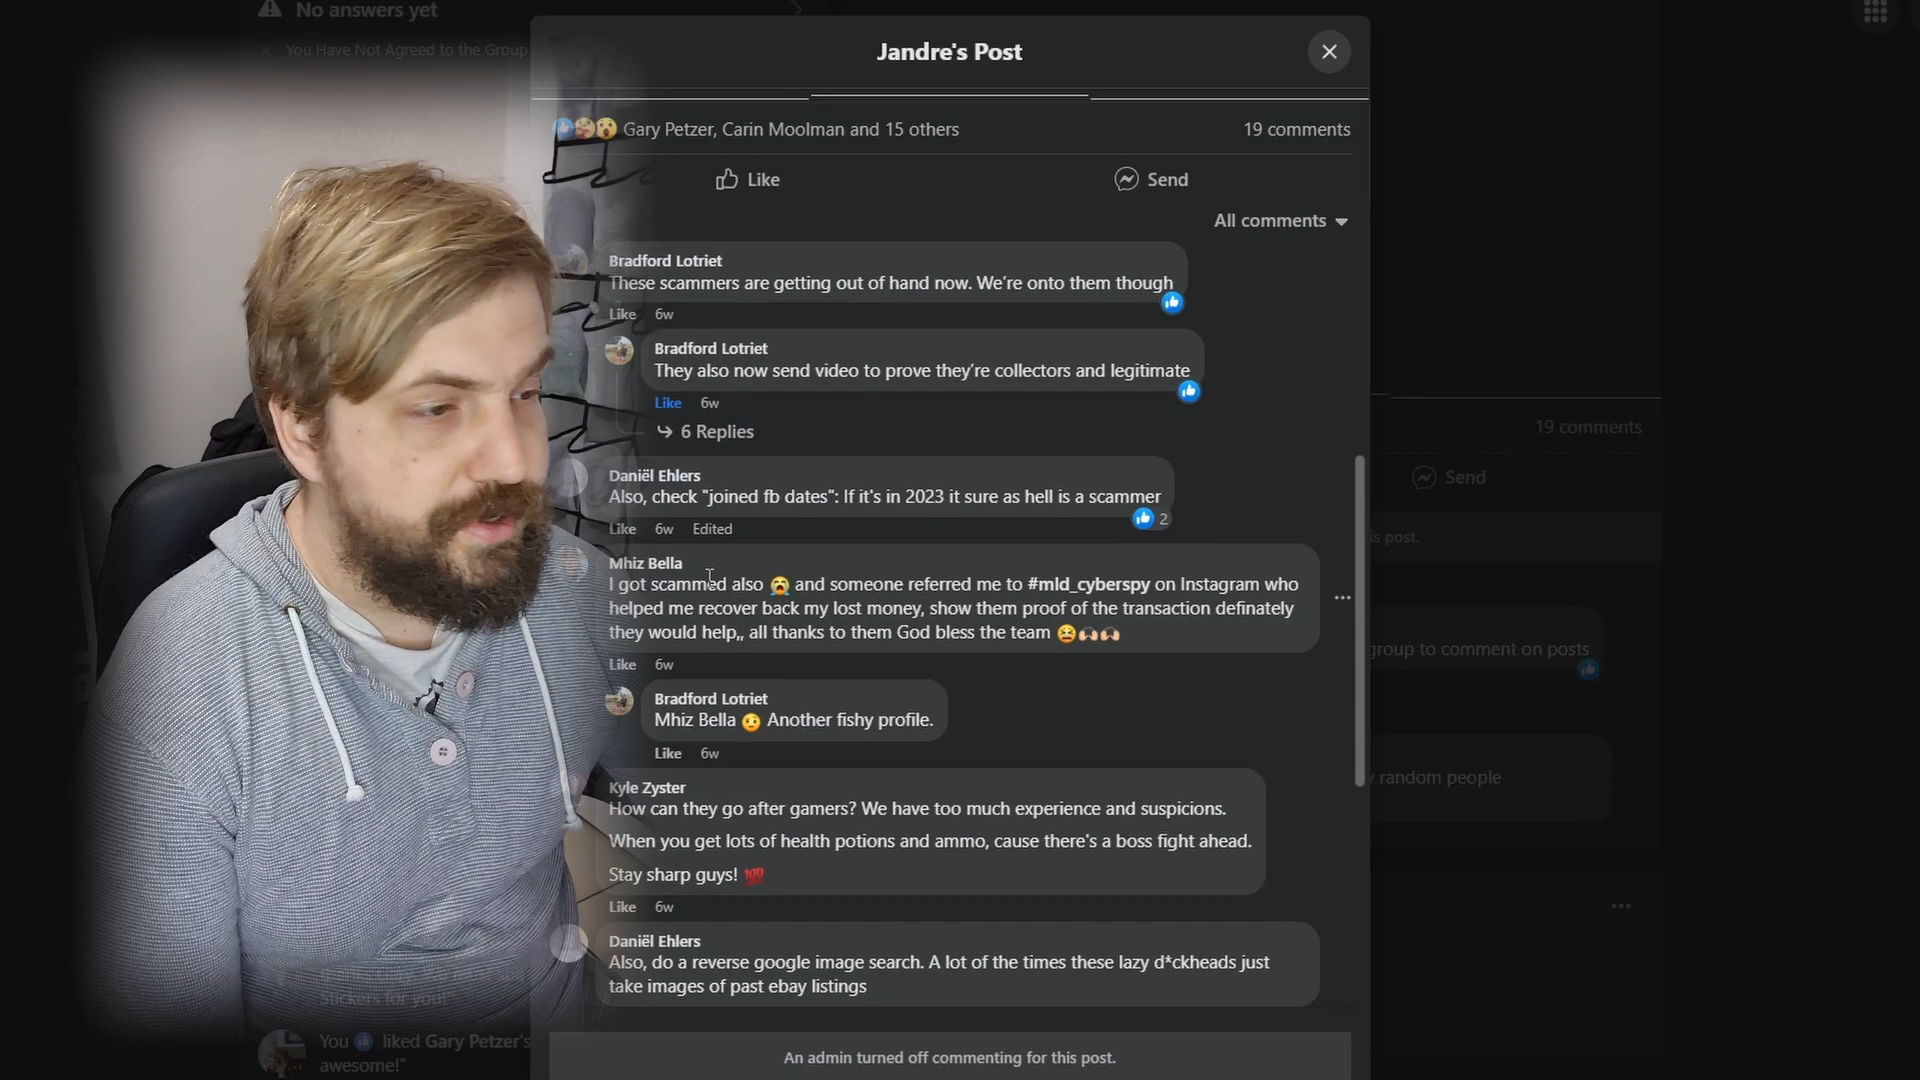 No answers yet
You Have Not Agreed to the Group
Jandre's Post
Gary Petzer, Carin Moolman and 15 others
19 comments
Like
Send
All comments
Bradford Lotriet
These scammers are getting out of hand now. We're onto them though
Like 6w
Bradford Lotriet
They also now send video to prove they're collectors and legitimate
Like 6w
6 Replies
Daniël Ehlers
Also, check "joined fb dates": If it's in 2023 it sure as hell is a scammer
2
Like 6w Edited
Mhiz Bella
I got scammed also 😭 and someone referred me to #mld_cyberspy on Instagram who
helped me recover back my lost money, show them proof of the transaction definately
they would help,, all thanks to them God bless the team 😫🙌🏻🙌🏻
Like 6w
Bradford Lotriet
Mhiz Bella 🤨 Another fishy profile.
Like 6w
Kyle Zyster
How can they go after gamers? We have too much experience and suspicions.
When you get lots of health potions and ammo, cause there's a boss fight ahead.
Stay sharp guys! 💯
Like 6w
Daniël Ehlers
Also, do a reverse google image search. A lot of the times these lazy d*ckheads just
take images of past ebay listings
An admin turned off commenting for this post.
Stickers for you!
You 👍 liked Gary Petzer's
awesome!"
19 comments
Send
is post.
group to comment on posts
random people